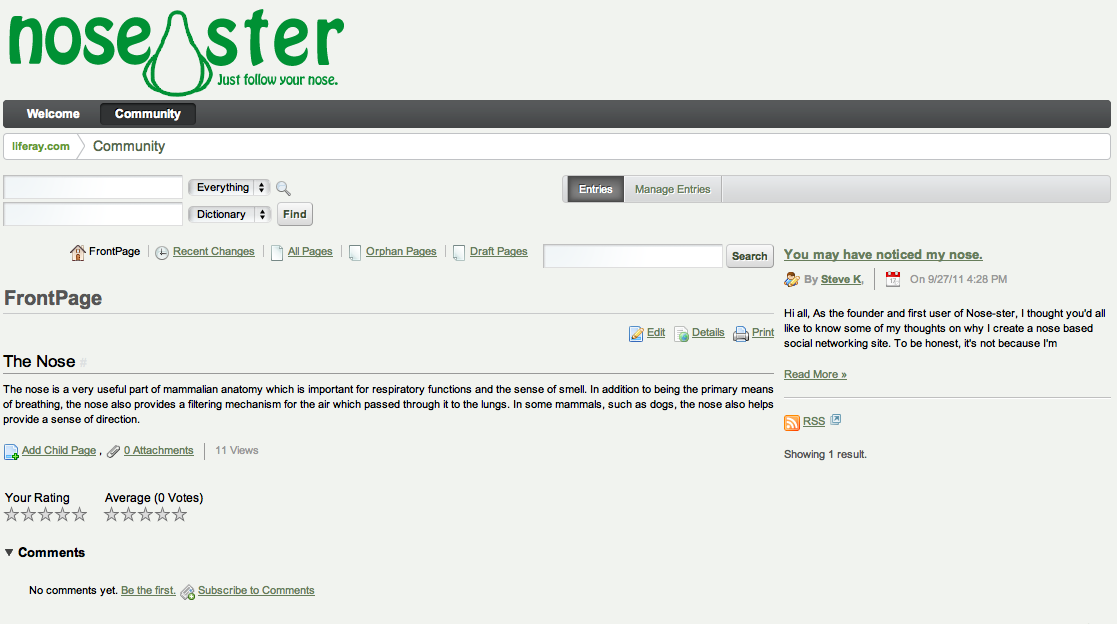 nose ster
Just follow your nose.
Welcome Community
liferay.com Community
Everything
Dictionary Find
Entries Manage Entries
FrontPage Recent Changes All Pages Orphan Pages Draft Pages Search
FrontPage
Edit Details Print
The Nose #
The nose is a very useful part of mammalian anatomy which is important for respiratory functions and the sense of smell. In addition to being the primary means
of breathing, the nose also provides a filtering mechanism for the air which passed through it to the lungs. In some mammals, such as dogs, the nose also helps
provide a sense of direction.
Add Child Page , 0 Attachments 11 Views
Your Rating Average (0 Votes)
Comments
No comments yet. Be the first. Subscribe to Comments
You may have noticed my nose.
By Steve K, On 9/27/11 4:28 PM
Hi all, As the founder and first user of Nose-ster, I thought you'd all
like to know some of my thoughts on why I create a nose based
social networking site. To be honest, it's not because I'm
Read More »
RSS
Showing 1 result.